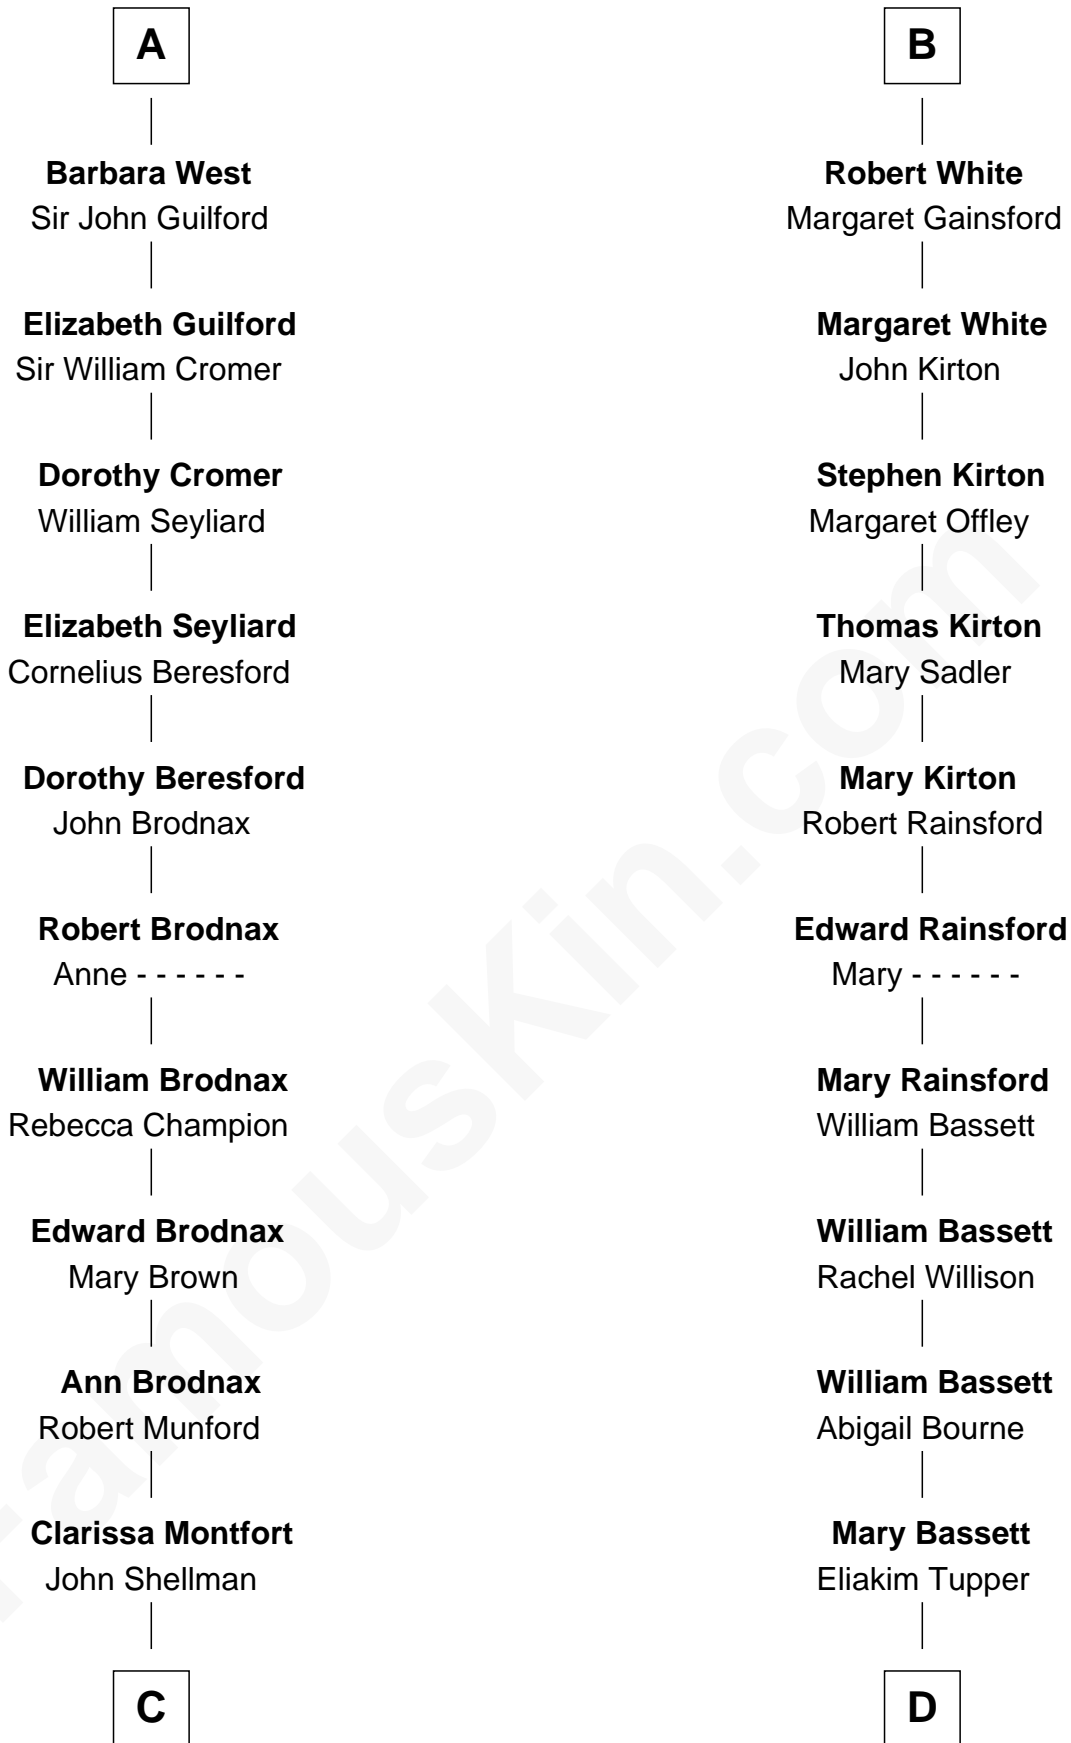 A
Barbara West
Sir John Guilford
Elizabeth Guilford
Sir William Cromer
Dorothy Cromer
William Seyliard
Elizabeth Seyliard
Cornelius Beresford
Dorothy Beresford
John Brodnax
Robert Brodnax
Anne - - - - - -
William Brodnax
Rebecca Champion
Edward Brodnax
Mary Brown
Ann Brodnax
Robert Munford
Clarissa Montfort
John Shellman
C
B
Robert White
Margaret Gainsford
Margaret White
John Kirton
Stephen Kirton
Margaret Offley
Thomas Kirton
Mary Sadler
Mary Kirton
Robert Rainsford
Edward Rainsford
Mary - - - - - -
Mary Rainsford
William Bassett
William Bassett
Rachel Willison
William Bassett
Abigail Bourne
Mary Bassett
Eliakim Tupper
D
FamousKin.com